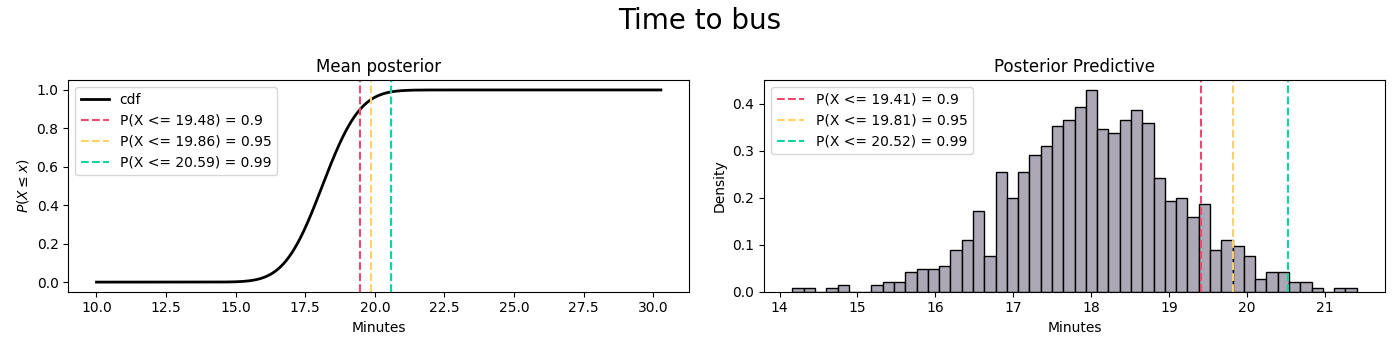 Time to bus
Mean posterior
cdf
P(X <= 19.48) = 0.9
P(X <= 19.86) = 0.95
P(X <= 20.59) = 0.99
P(X ≤ x)
1.0
0.8
0.6
0.4
0.2
0.0
10.0 12.5 15.0 17.5 20.0 22.5 25.0 27.5 30.0
Minutes
Posterior Predictive
P(X <= 19.41) = 0.9
P(X <= 19.81) = 0.95
P(X <= 20.52) = 0.99
Density
0.4
0.3
0.2
0.1
0.0
14 15 16 17 18 19 20 21
Minutes